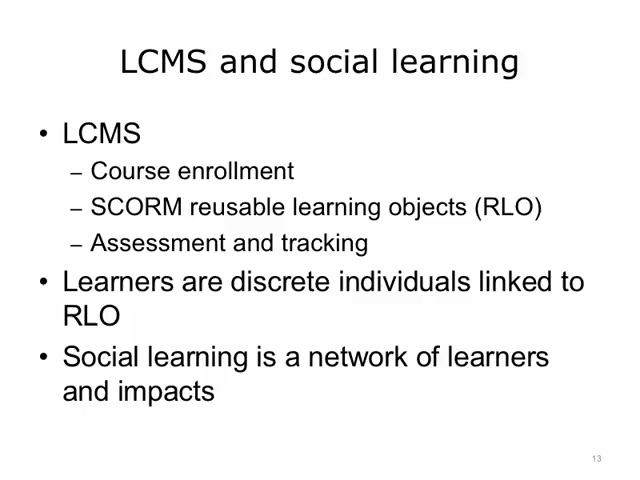 LCMS and social learning
• LCMS
– Course enrollment
– SCORM reusable learning objects (RLO)
– Assessment and tracking
• Learners are discrete individuals linked to
RLO
• Social learning is a network of learners
and impacts
13